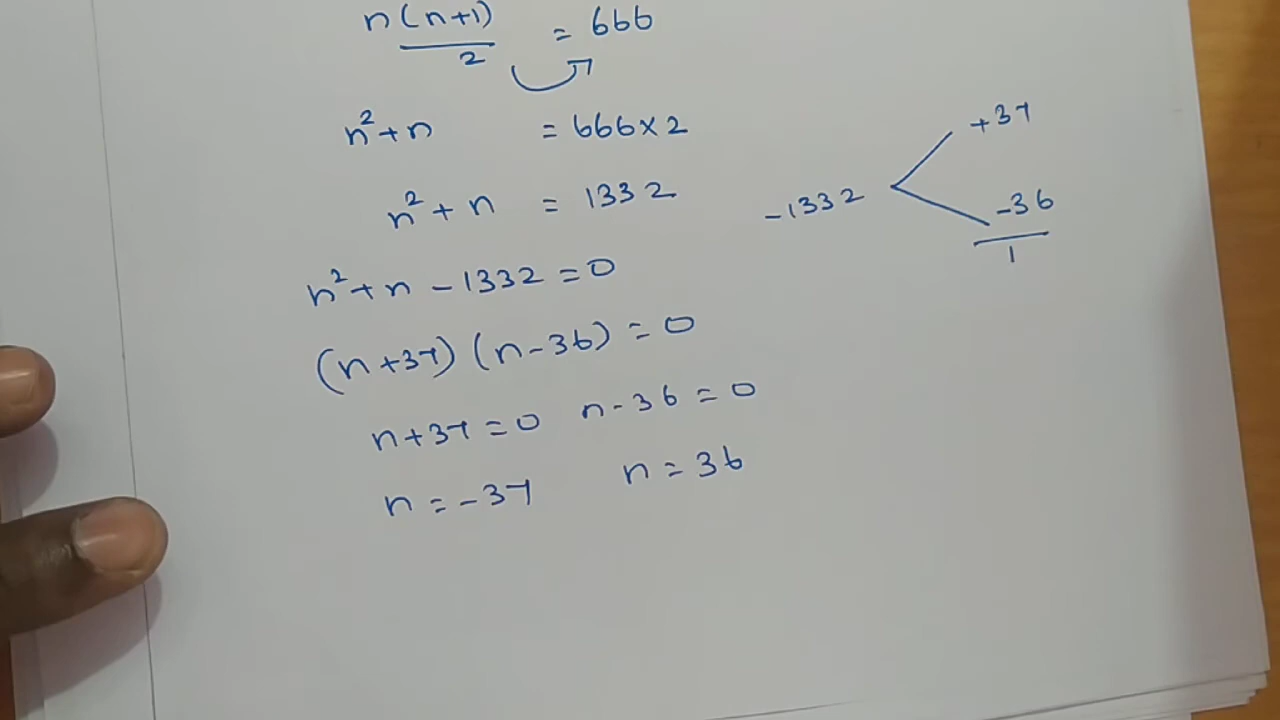 n(n+1)
2
= 666
n²+n = 666×2
n²+n = 1332
-1332
+37
-36
1
n²+n-1332=0
(n+37)(n-36)=0
n+37=0 n-36=0
n=-37 n=36